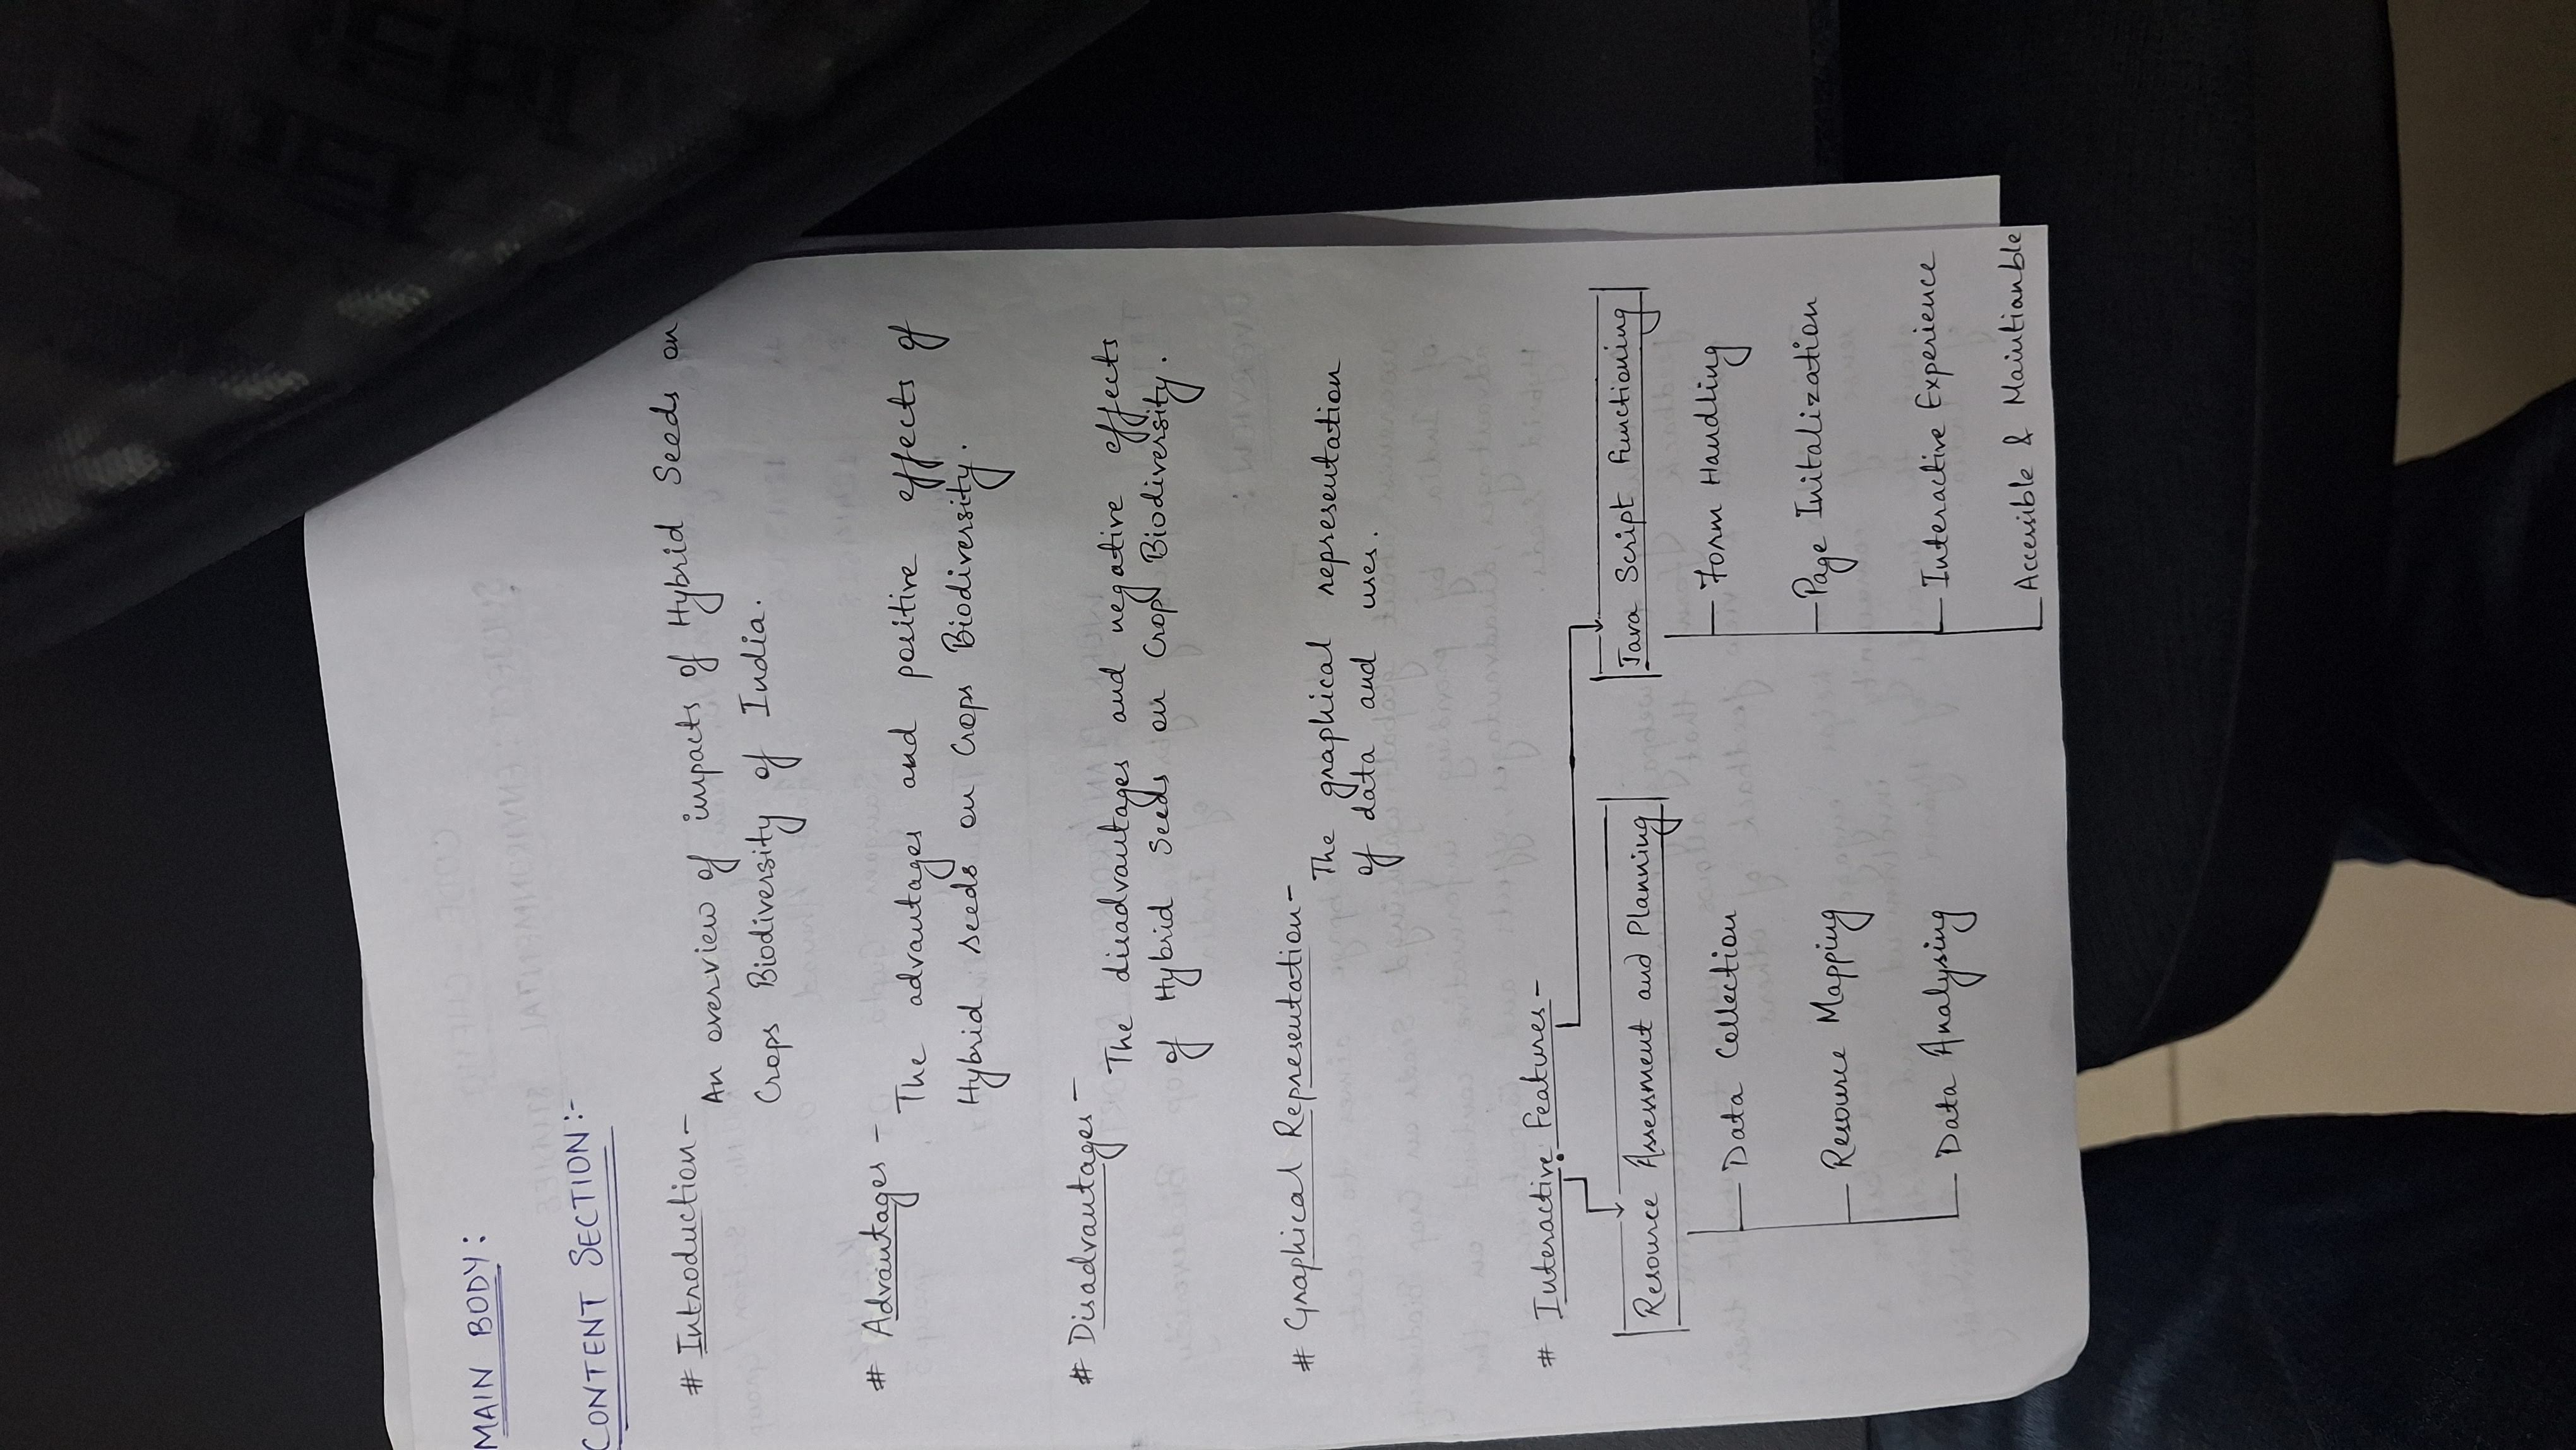 MAIN BODY:
CONTENT SECTION:-
# Introduction-
An overview of impacts of Hybrid Seeds on
Crops Biodiversity of India.
# Advantages -
The advantages and positive effects of
Hybrid seeds on Crops Biodiversity.
# Disadvantages -
The disadvantages and negative effects
of Hybrid Seeds on Crop Biodiversity.
# Graphical Representation-
The graphical representation
of data and uses.
# Interactive Features-
Resource Assessment and Planning
Data Collection
Resource Mapping
Data Analysing
Java Script Functioning
Form Handling
Page Initalization
Interactive Experience
Accessible & Maintianble